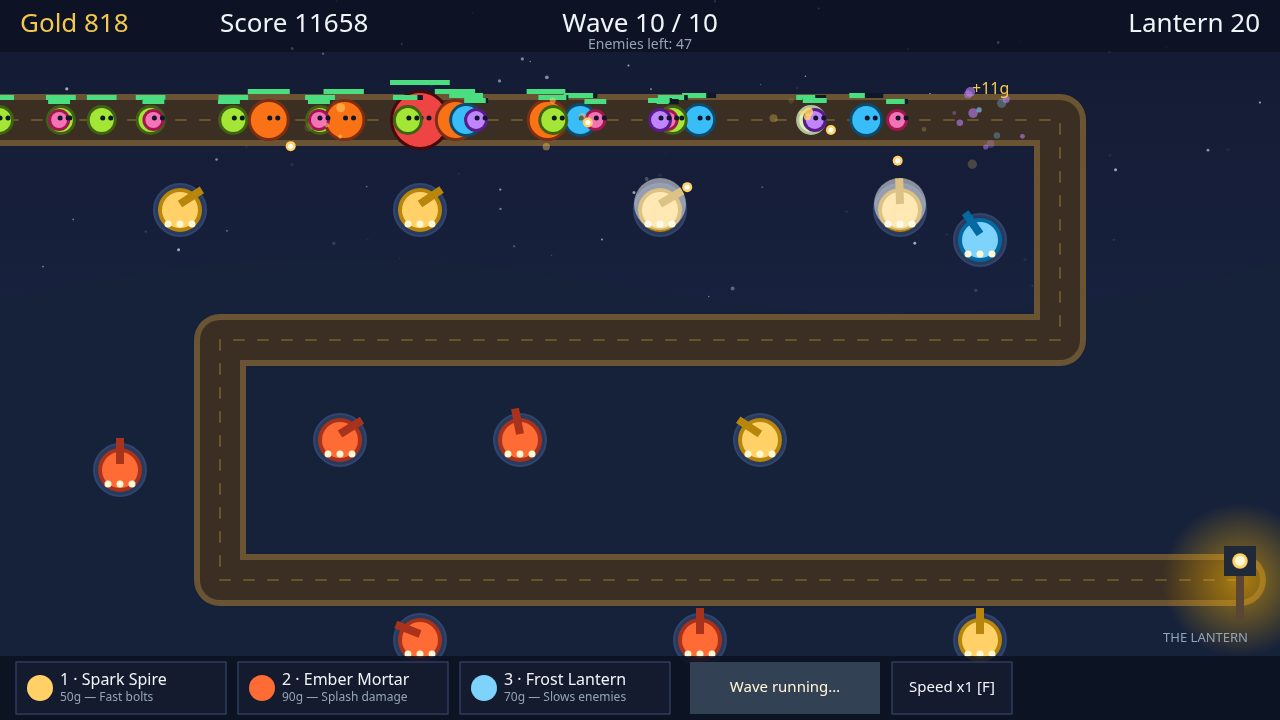 Gold 818
Score 11658
Wave 10 / 10
Lantern 20
Enemies left: 47
+11g
THE LANTERN
1 · Spark Spire
50g — Fast bolts
2 · Ember Mortar
90g — Splash damage
3 · Frost Lantern
70g — Slows enemies
Wave running...
Speed x1 [F]